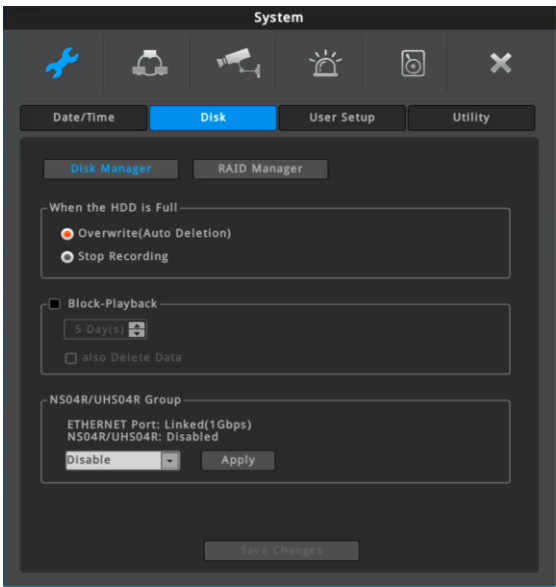 System
Date/Time Disk User Setup Utility
Disk Manager RAID Manager
When the HDD is Full
Overwrite(Auto Deletion)
Stop Recording
Block-Playback
5 Day(s)
also Delete Data
NS04R/UHS04R Group
ETHERNET Port: Linked(1Gbps)
NS04R/UHS04R: Disabled
Disable Apply
Save Changes